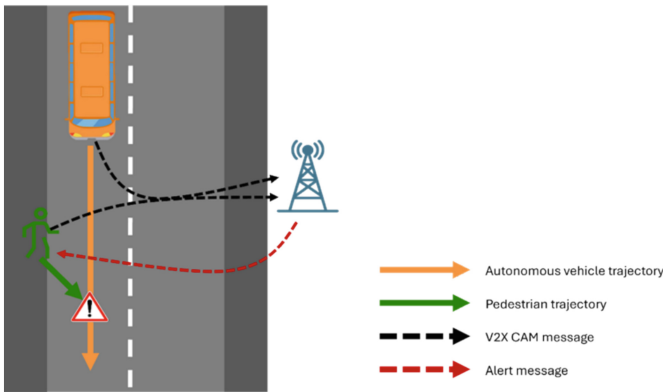 !
Autonomous vehicle trajectory
Pedestrian trajectory
V2X CAM message
Alert message